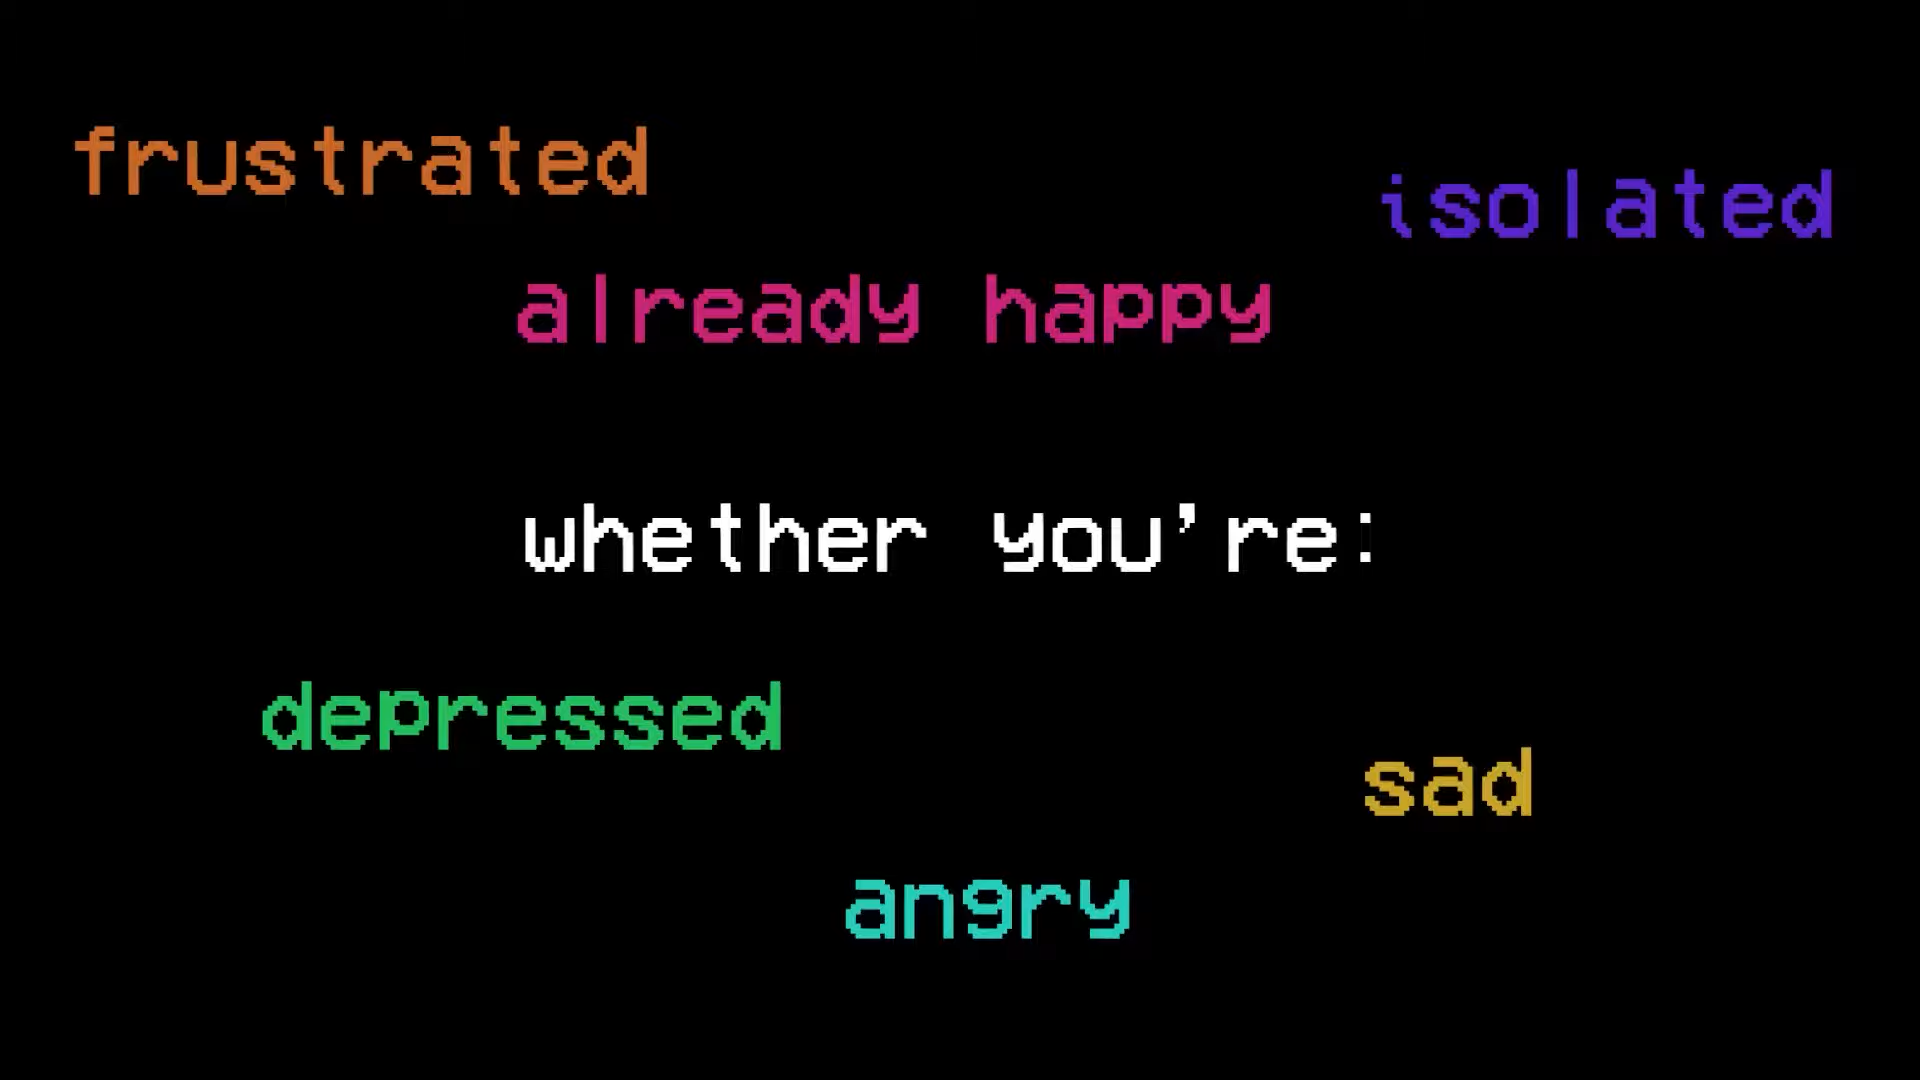 frustrated
isolated
already happy
whether you're:
depressed
sad
angry